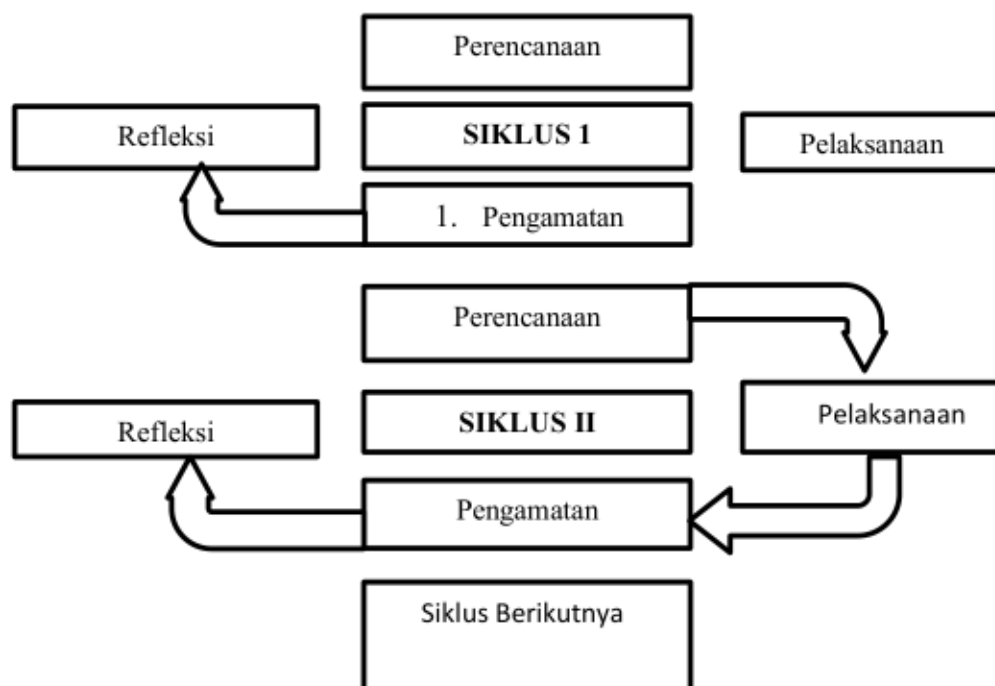 Perencanaan
Refleksi
SIKLUS 1
Pelaksanaan
1. Pengamatan
Perencanaan
Refleksi
SIKLUS II
Pelaksanaan
Pengamatan
Siklus Berikutnya